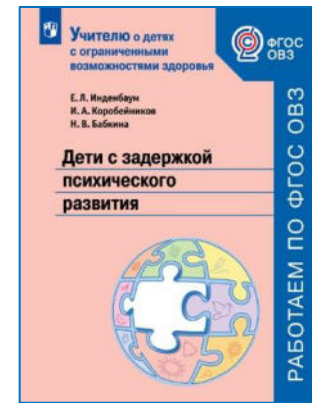 Учителю о детях
с ограниченными
возможностями здоровья
ФГОС
ОВЗ
Е. Л. Инденбаум
И. А. Коробейников
Н. В. Бабкина
Дети с задержкой
психического
развития
РАБОТАЕМ ПО ФГОС ОВЗ